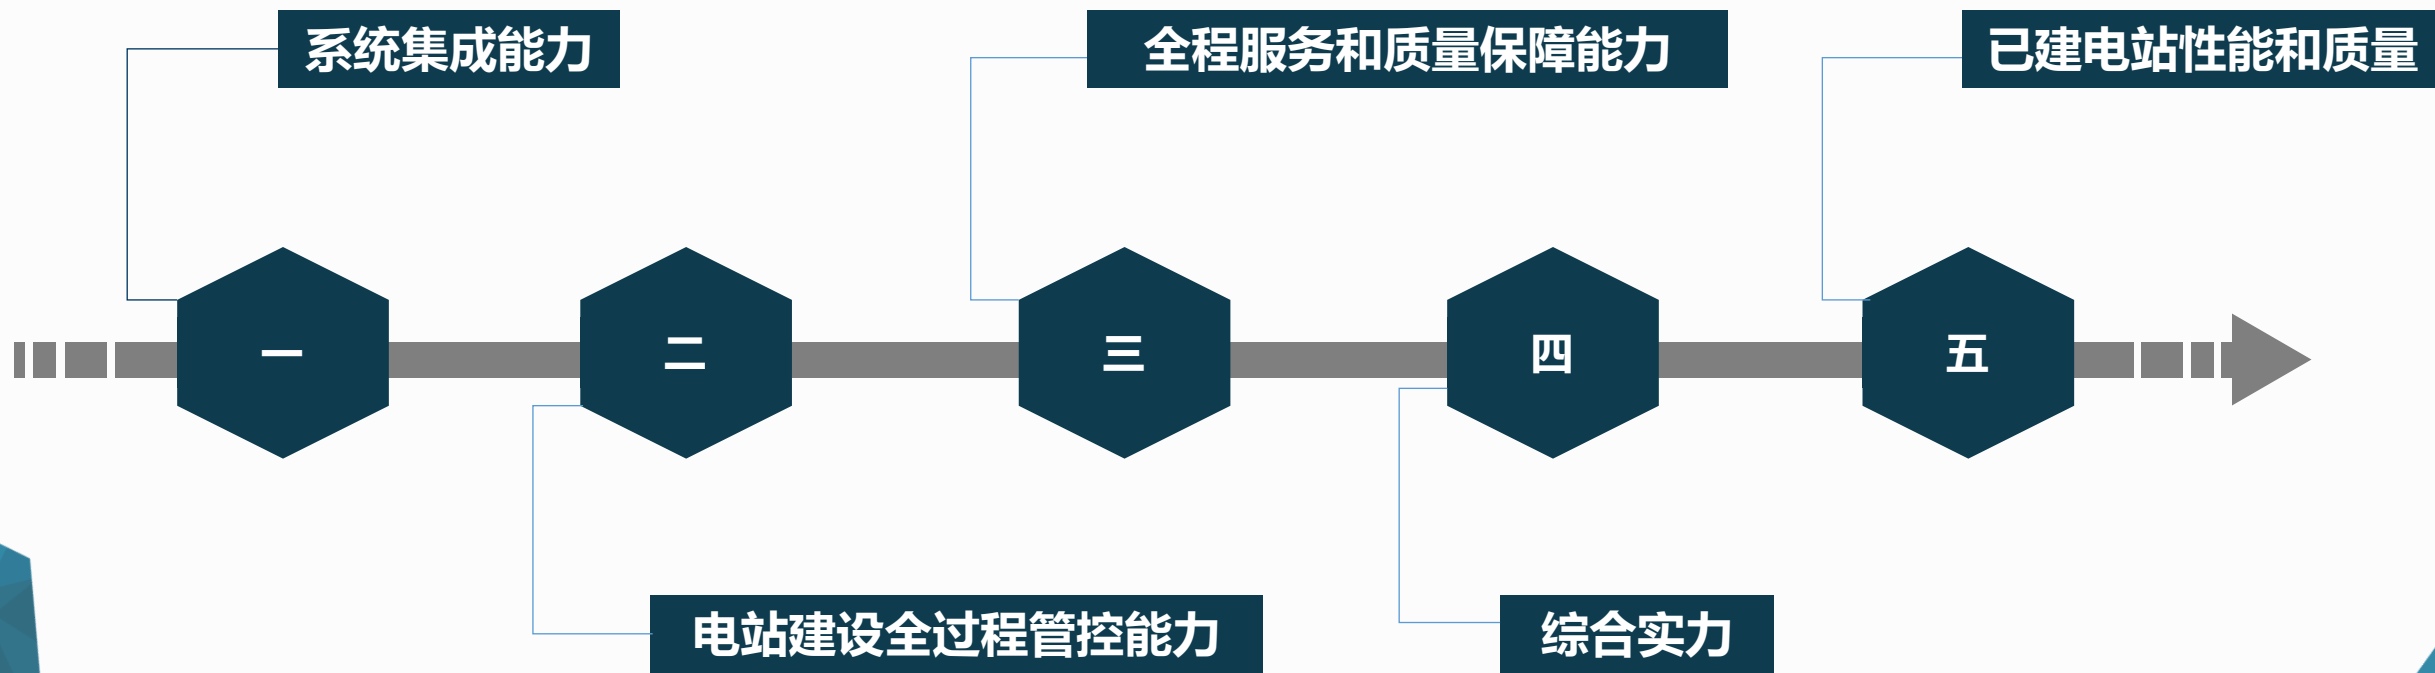 系统集成能力
全程服务和质量保障能力
已建电站性能和质量
一
二
三
四
五
电站建设全过程管控能力
综合实力